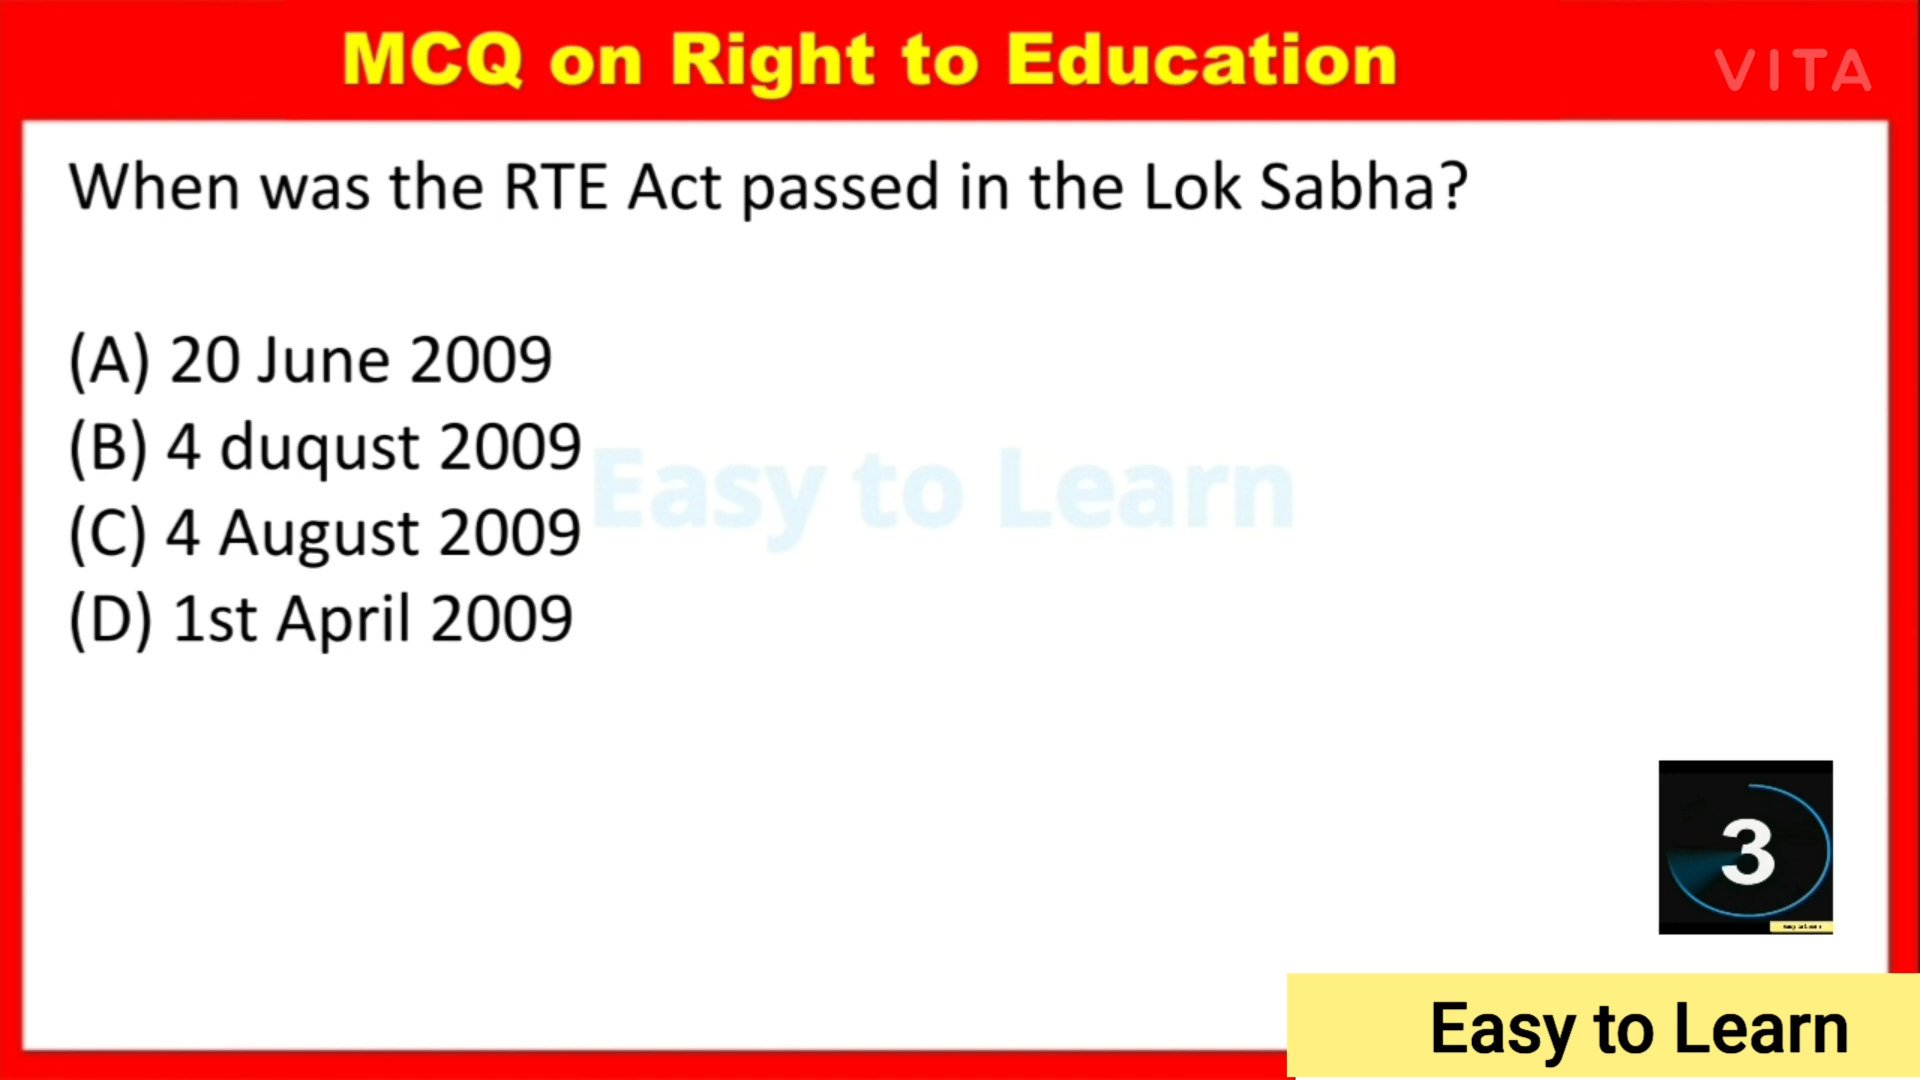 MCQ on Right to Education
VITA
When was the RTE Act passed in the Lok Sabha?
(A) 20 June 2009
(B) 4 duqust 2009
(C) 4 August 2009
(D) 1st April 2009
Easy to Learn
3
Easy to Learn